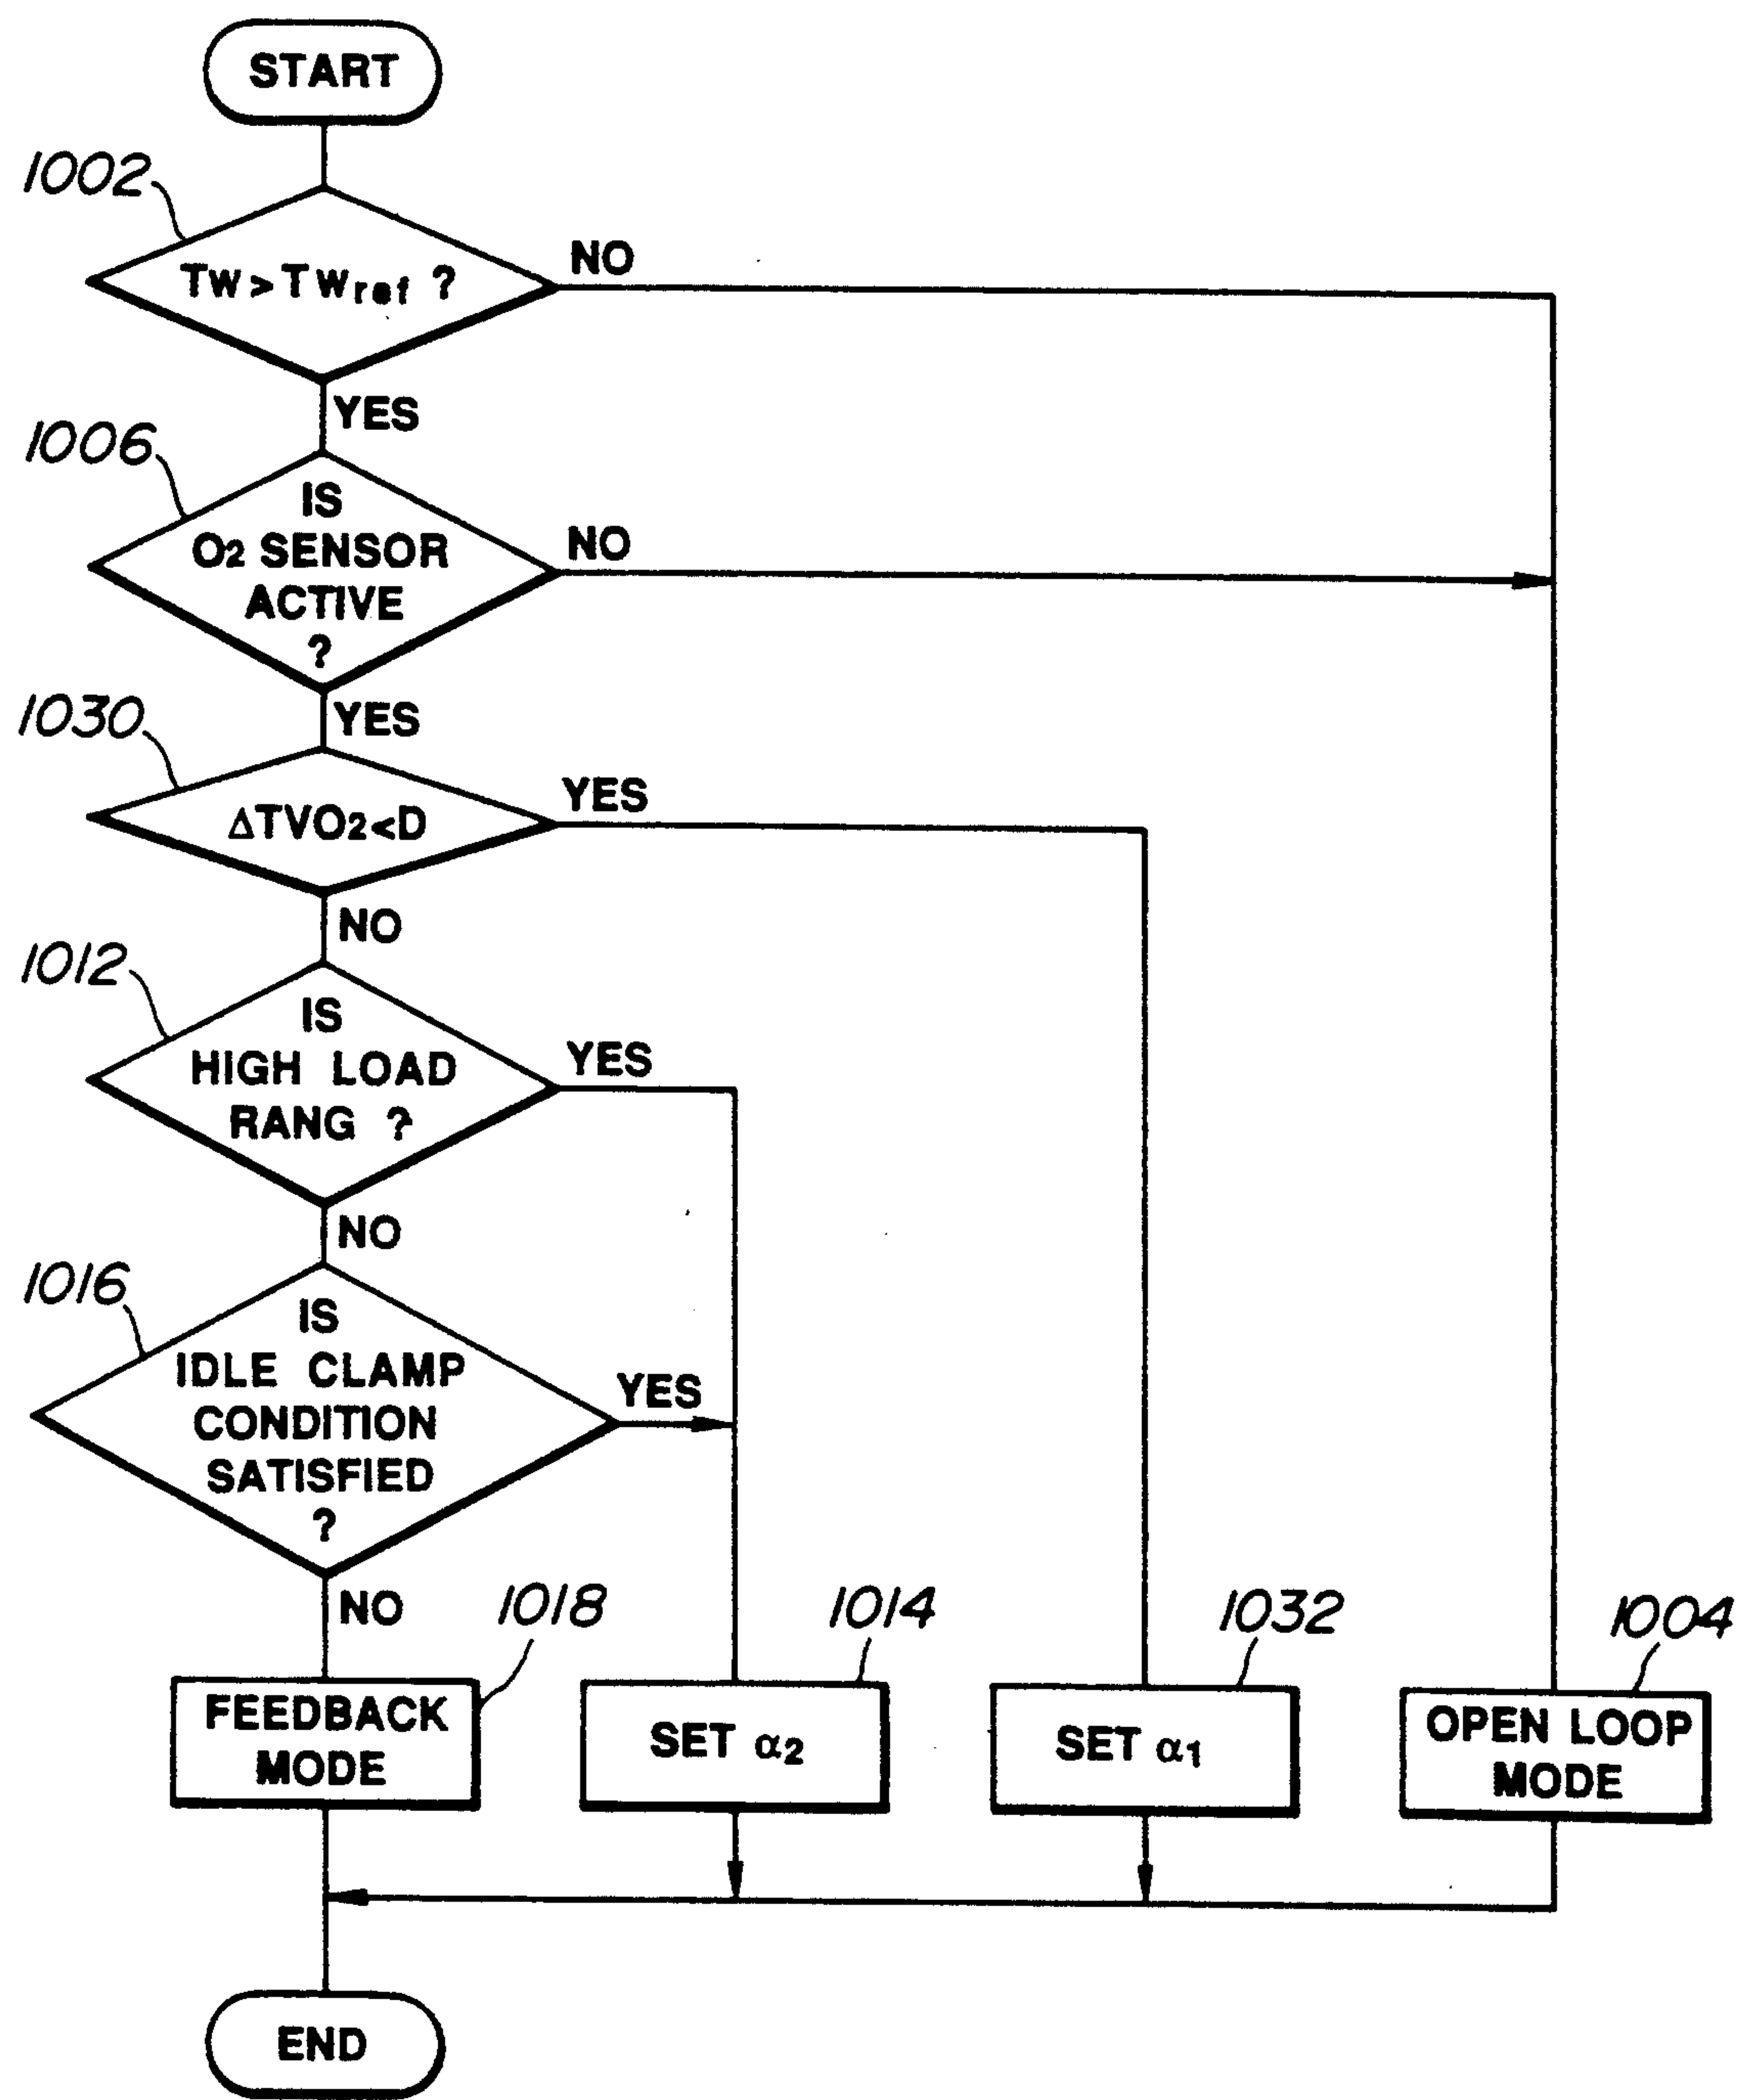 START
1002
TW>TWref ?
NO
YES
1006
IS
O2 SENSOR
ACTIVE
?
NO
YES
1030
ΔTVO2<D
YES
NO
1012
IS
HIGH LOAD
RANG ?
YES
NO
1016
IS
IDLE CLAMP
CONDITION
SATISFIED
?
YES
NO
1018
FEEDBACK
MODE
1014
SET α2
1032
SET α1
1004
OPEN LOOP
MODE
END